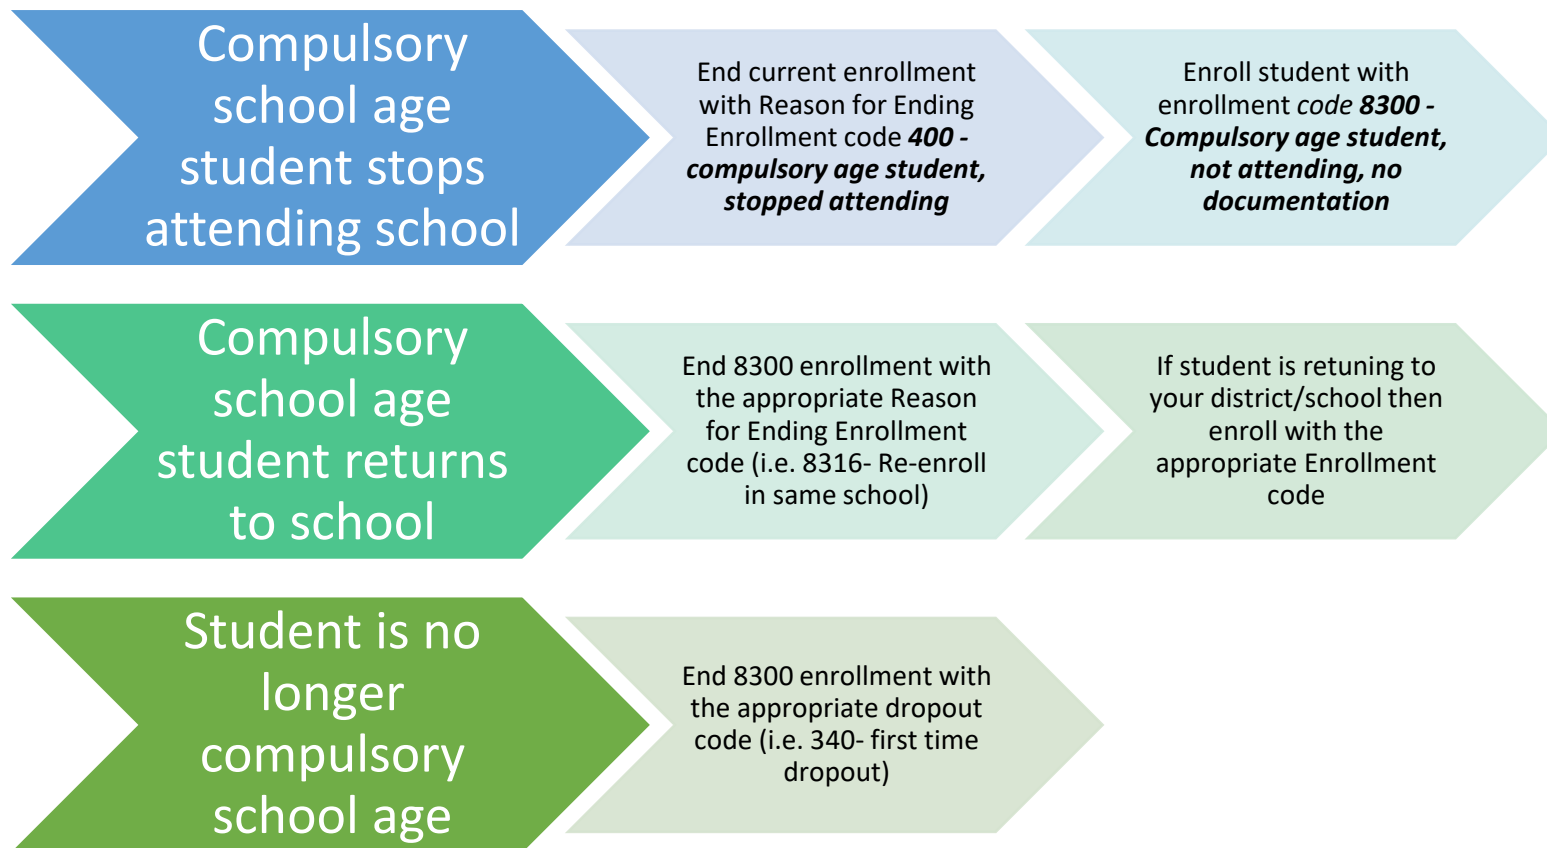 Compulsory
school age
student stops
attending school
End current enrollment
with Reason for Ending
Enrollment code 400 -
compulsory age student,
stopped attending
Enroll student with
enrollment code 8300 -
Compulsory age student,
not attending, no
documentation
Compulsory
school age
student returns
to school
End 8300 enrollment with
the appropriate Reason
for Ending Enrollment
code (i.e. 8316- Re-enroll
in same school)
If student is retuning to
your district/school then
enroll with the
appropriate Enrollment
code
Student is no
longer
compulsory
school age
End 8300 enrollment with
the appropriate dropout
code (i.e. 340- first time
dropout)